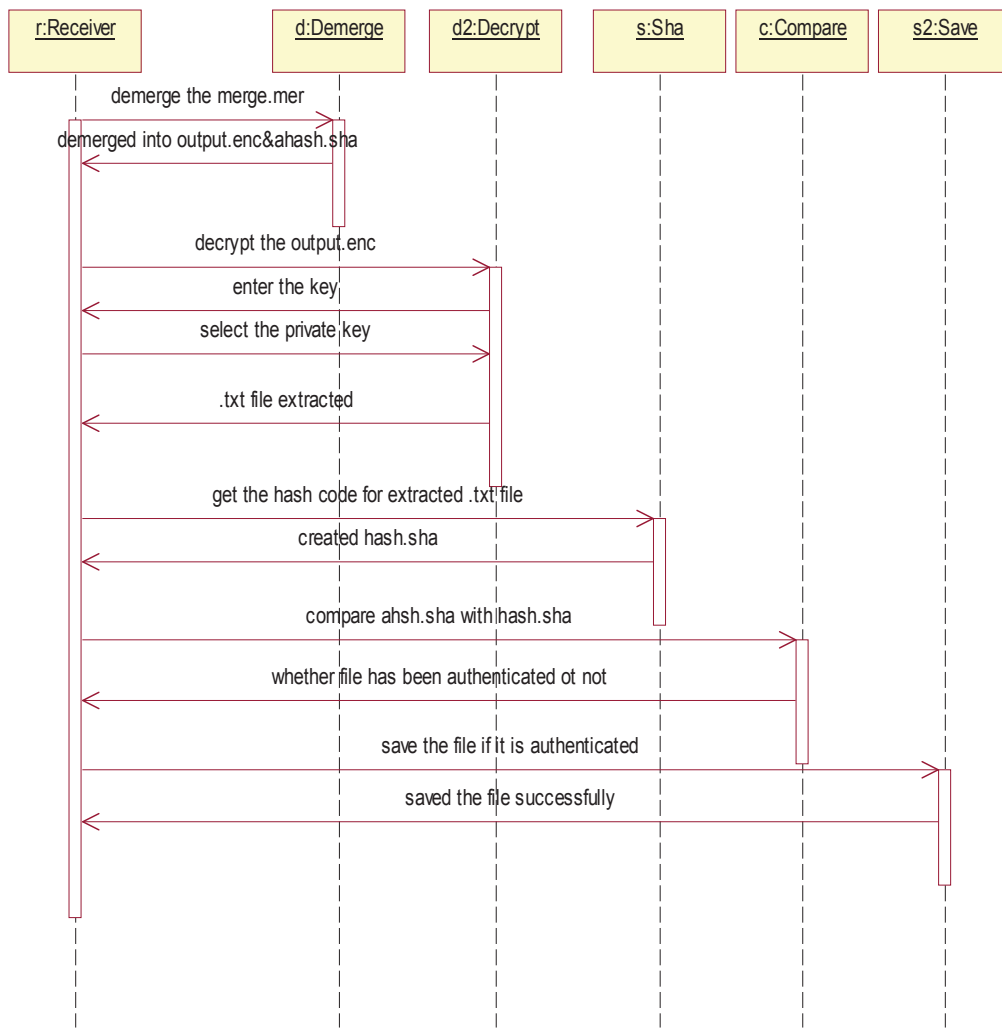 r:Receiver
d:Demerge
d2:Decrypt
s:Sha
c:Compare
s2:Save
demerge the merge.mer
demerged into output.enc&ahash.sha
decrypt the output.enc
enter the key
select the private key
.txt file extracted
get the hash code for extracted .txt file
created hash.sha
compare ahsh.sha with hash.sha
whether file has been authenticated ot not
save the file if it is authenticated
saved the file successfully